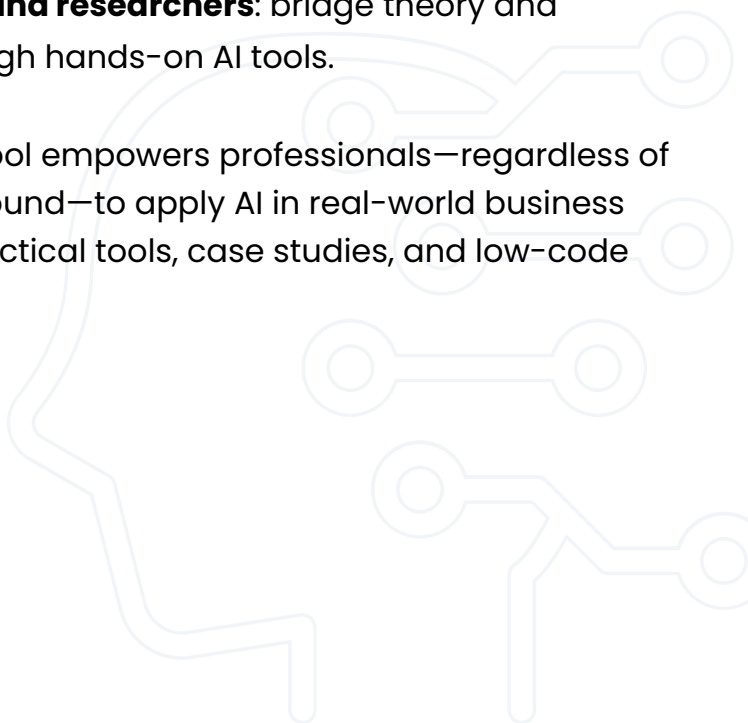 and researchers: bridge theory and
gh hands-on AI tools.
ool empowers professionals—regardless of
ound—to apply AI in real-world business
ctical tools, case studies, and low-code